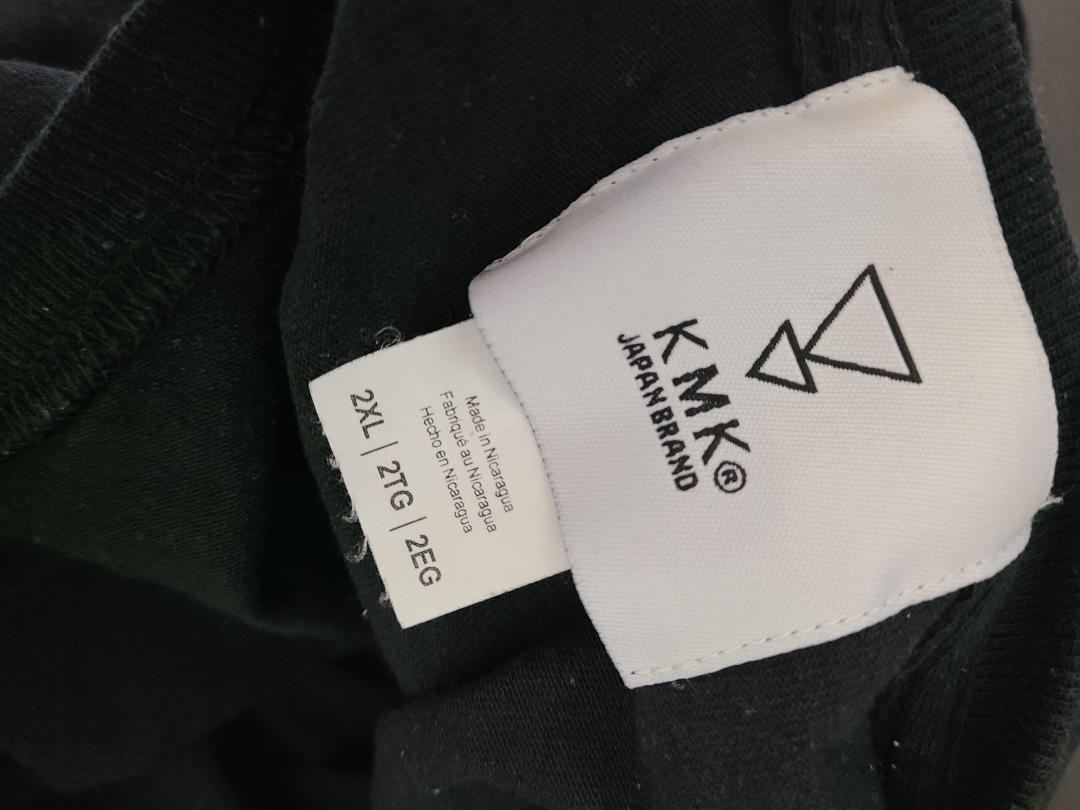 KMK®
JAPAN BRAND
Made in Nicaragua
Fabriqué au Nicaragua
Hecho en Nicaragua
2XL | 2TG | 2EG